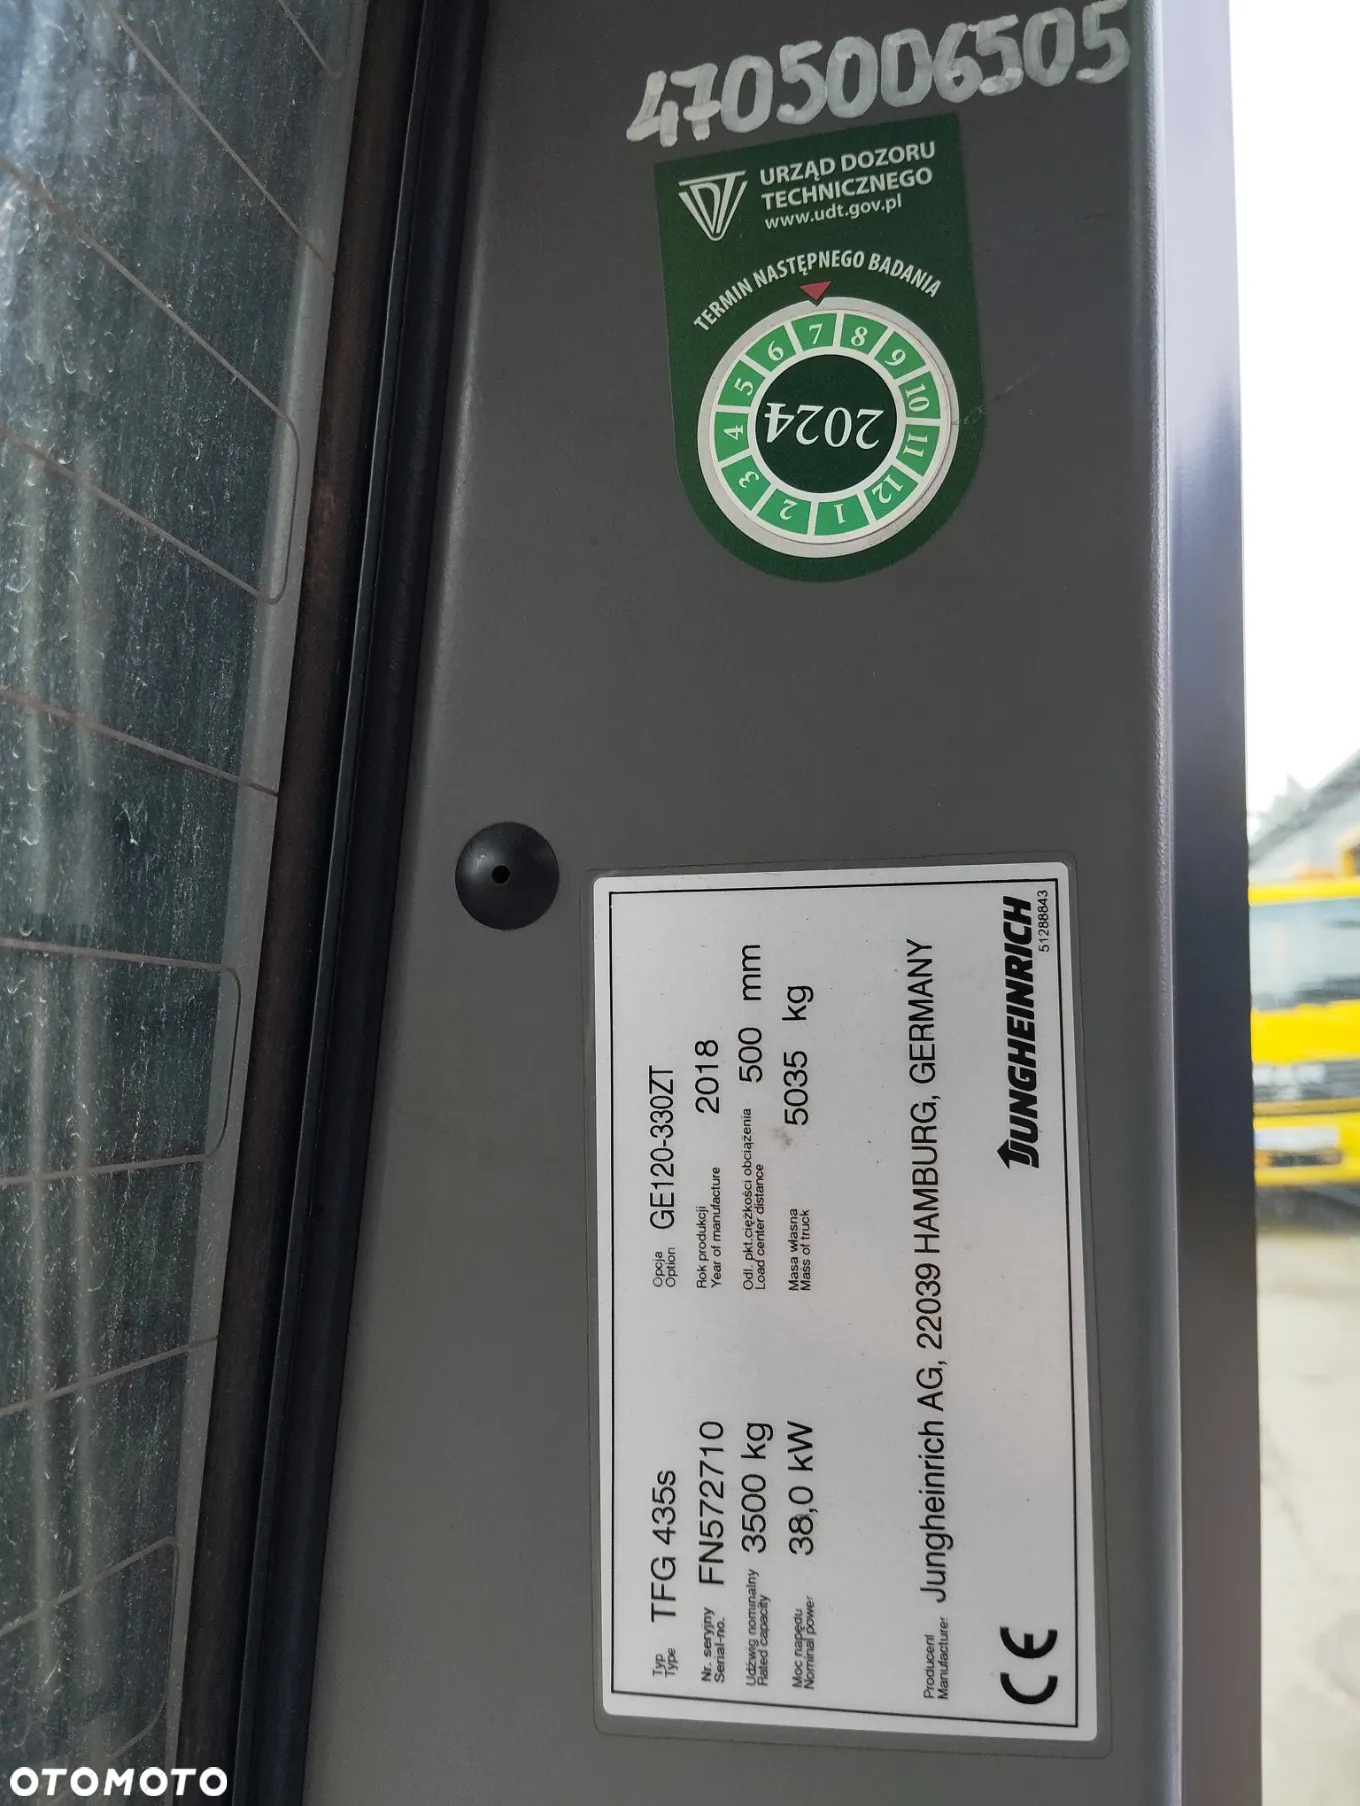 4705006505
UDT
URZĄD DOZORU
TECHNICZNEGO
www.udt.gov.pl
TERMIN NASTĘPNEGO BADANIA
1 2 3 4 5 6 7 8 9 10 11 12
2024
Typ
Type TFG 435s
Opcja
Option GE120-330ZT
Nr. seryjny
Serial-no. FN572710
Rok produkcji
Year of manufacture 2018
Udźwig nominalny
Rated capacity 3500 kg
Odl. pkt.ciężkości obciążenia
Load center distance 500 mm
Moc napędu
Nominal power 38,0 kW
Masa własna
Mass of truck 5035 kg
Producent
Manufacturer Jungheinrich AG, 22039 HAMBURG, GERMANY
CE
JUNGHEINRICH
51288843
OTOMOTO